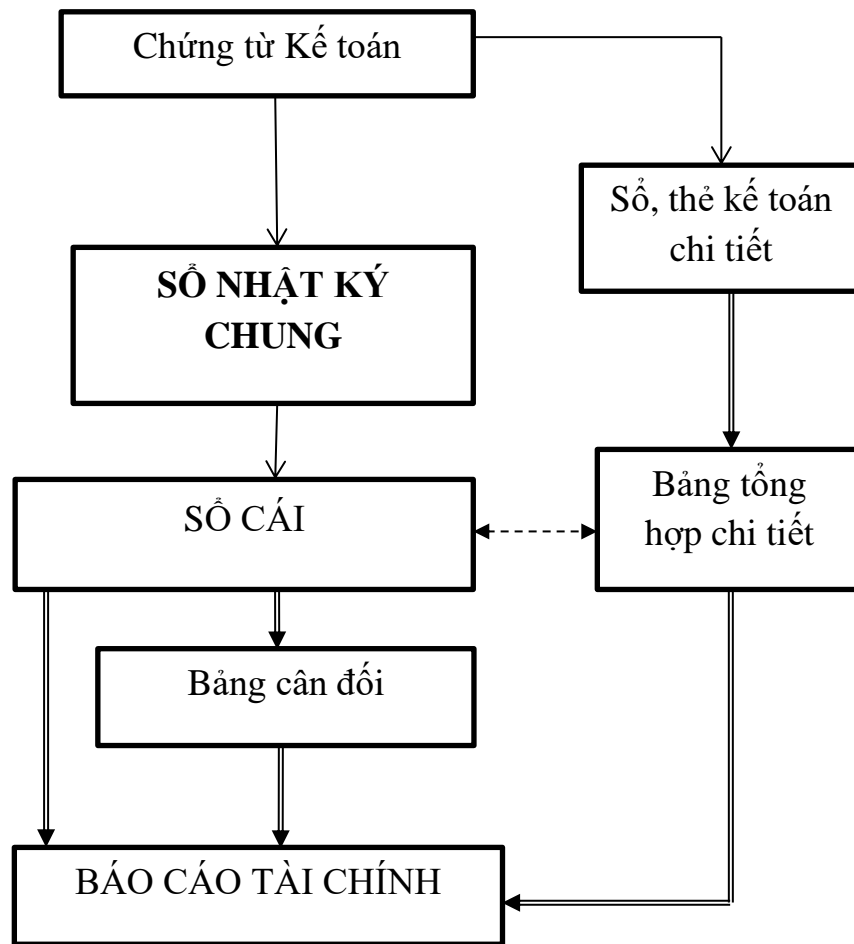 Chứng từ Kế toán
Sổ, thẻ kế toán
chi tiết
SỔ NHẬT KÝ
CHUNG
SỔ CÁI
Bảng tổng
hợp chi tiết
Bảng cân đối
BÁO CÁO TÀI CHÍNH